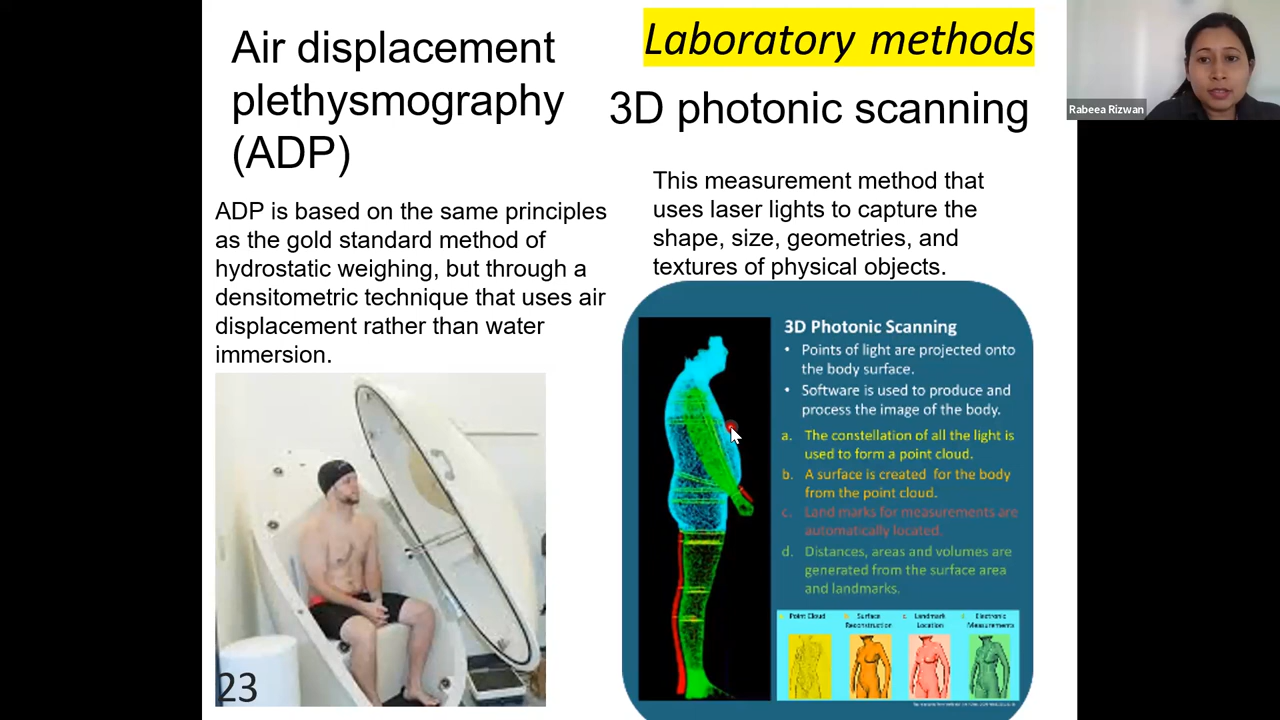 Air displacement
plethysmography
(ADP)
ADP is based on the same principles
as the gold standard method of
hydrostatic weighing, but through a
densitometric technique that uses air
displacement rather than water
immersion.
23
Laboratory methods
3D photonic scanning
This measurement method that
uses laser lights to capture the
shape, size, geometries, and
textures of physical objects.
3D Photonic Scanning
• Points of light are projected onto
the body surface.
• Software is used to produce and
process the image of the body.
a. The constellation of all the light is
used to form a point cloud.
b. A surface is created for the body
from the point cloud.
c. Land marks for measurements are
automatically located.
d. Distances, areas and volumes are
generated from the surface area
and landmarks.
Point Cloud
Surface
Reconstruction
Landmark
Location
Electronic
Measurements
Rabeea Rizwan